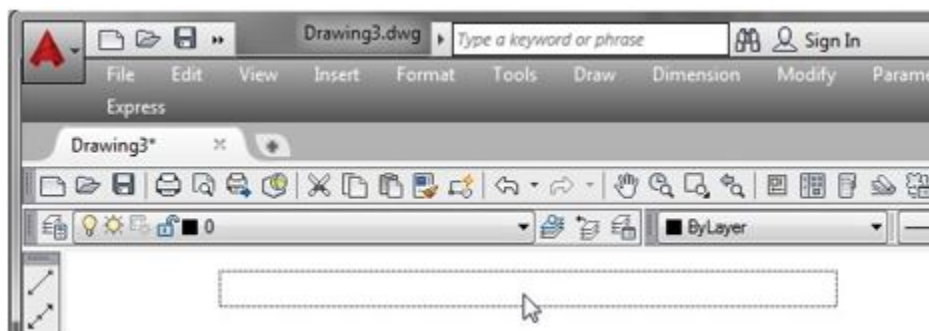 Drawing3.dwg Type a keyword or phrase Sign In
File Edit View Insert Format Tools Draw Dimension Modify Parame
Express
Drawing3*
0 ByLayer